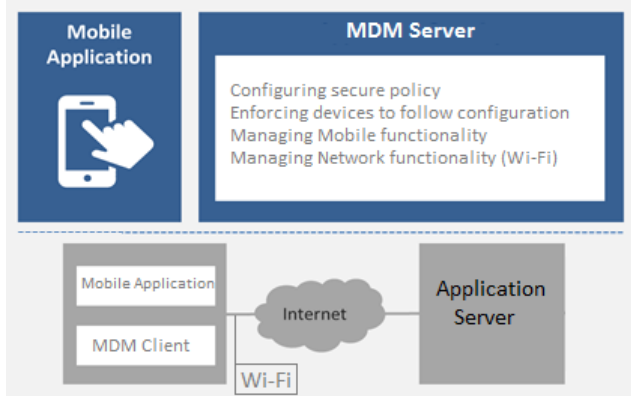 Mobile
Application
MDM Server
Configuring secure policy
Enforcing devices to follow configuration
Managing Mobile functionality
Managing Network functionality (Wi-Fi)
Mobile Application
MDM Client
Wi-Fi
Internet
Application
Server